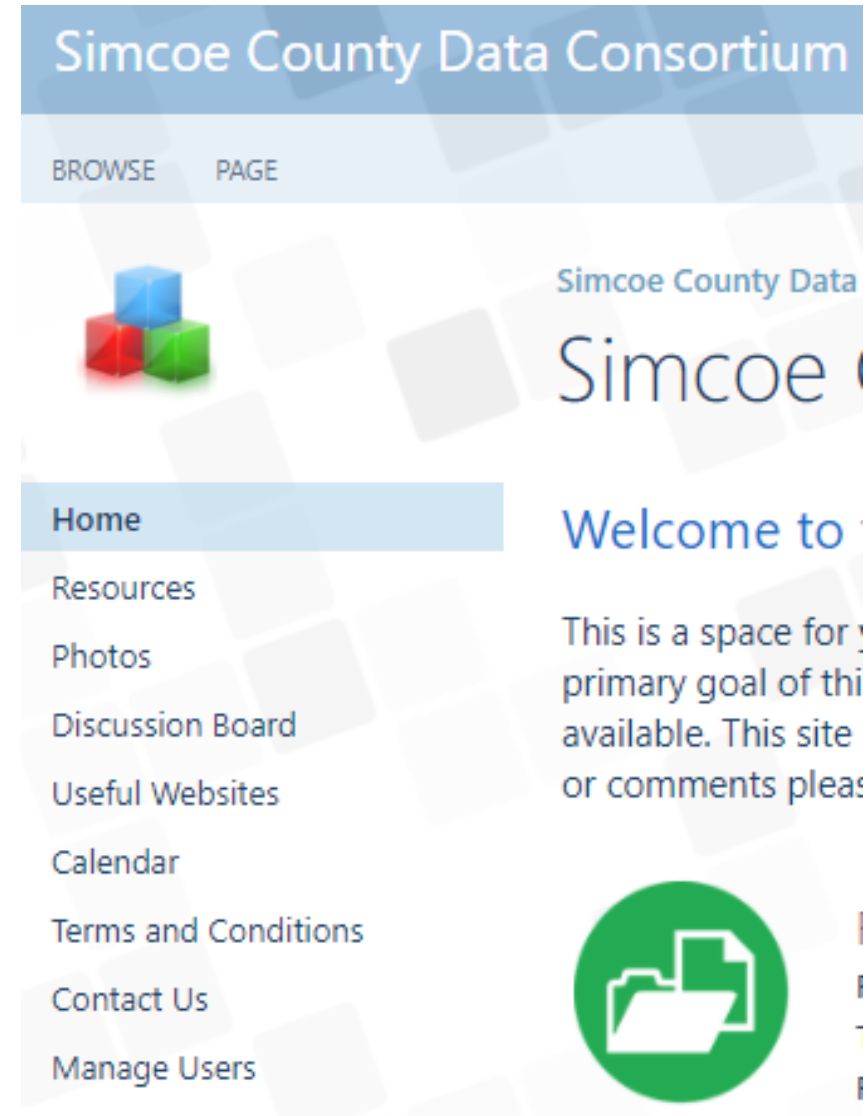 Simcoe County Data Consortium
BROWSE PAGE
Simcoe County Data
Simcoe
Home
Resources
Photos
Discussion Board
Useful Websites
Calendar
Terms and Conditions
Contact Us
Manage Users
Welcome to
This is a space for
primary goal of
available. This site
or comments